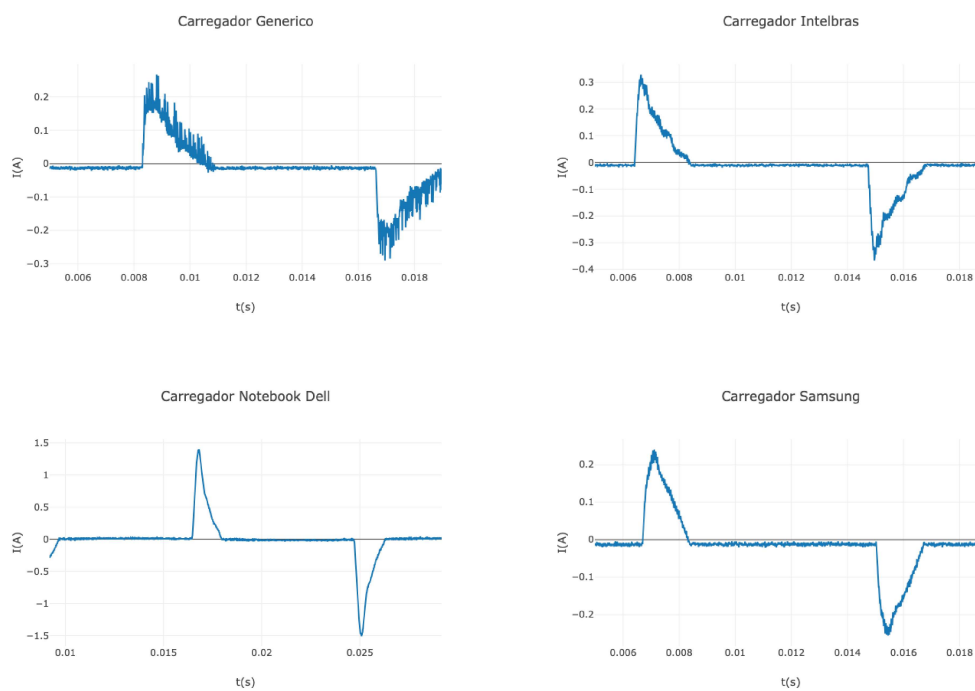 Carregador Generico
I(A)
0.2
0.1
0
−0.1
−0.2
−0.3
0.006 0.008 0.01 0.012 0.014 0.016 0.018
t(s)
Carregador Intelbras
I(A)
0.3
0.2
0.1
0
−0.1
−0.2
−0.3
−0.4
0.006 0.008 0.01 0.012 0.014 0.016 0.018
t(s)
Carregador Notebook Dell
I(A)
1.5
1
0.5
0
−0.5
−1
−1.5
0.01 0.015 0.02 0.025
t(s)
Carregador Samsung
I(A)
0.2
0.1
0
−0.1
−0.2
0.006 0.008 0.01 0.012 0.014 0.016 0.018
t(s)